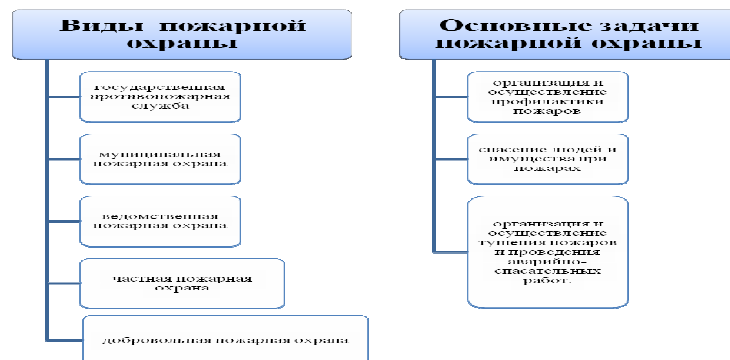 Виды пожарной
охраны
государственная
противопожарная
служба
муниципальная
пожарная охрана
ведомственная
пожарная охрана
частная пожарная
охрана
добровольная пожарная охрана
Основные задачи
пожарной охраны
организация и
осуществление
профилактики
пожаров
спасение людей и
имущества при
пожарах
организация и
осуществление
тушения пожаров
и проведения
аварийно-
спасательных
работ.